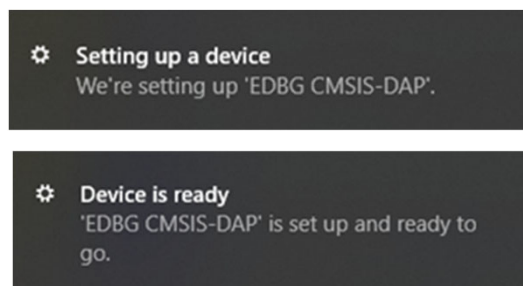 Setting up a device
We're setting up 'EDBG CMSIS-DAP'.
Device is ready
'EDBG CMSIS-DAP' is set up and ready to
go.